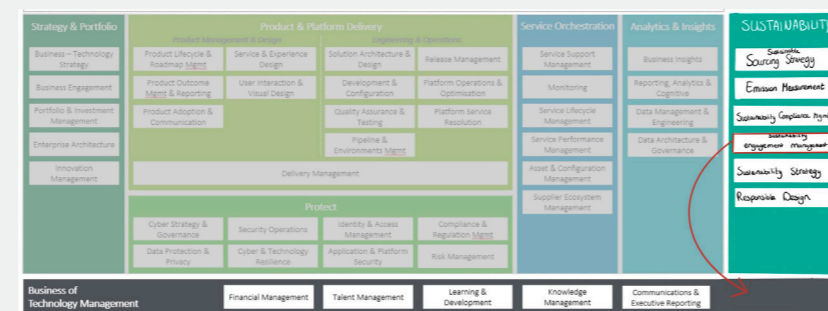 Strategy & Portfolio
Business – Technology
Strategy
Business Engagement
Portfolio & Investment
Management
Enterprise Architecture
Innovation
Management
Product & Platform Delivery
Product Management & Design
Engineering & Operations
Product Lifecycle &
Roadmap Mgmt
Service & Experience
Design
Solution Architecture &
Design
Release Management
Product Outcome
Mgmt & Reporting
User Interaction &
Visual Design
Development &
Configuration
Platform Operations &
Optimisation
Product Adoption &
Communication
Quality Assurance &
Testing
Platform Service
Resolution
Pipeline &
Environments Mgmt
Delivery Management
Protect
Cyber Strategy &
Governance
Security Operations
Identity & Access
Management
Compliance &
Regulation Mgmt
Data Protection &
Privacy
Cyber & Technology
Resilience
Application & Platform
Security
Risk Management
Service Orchestration
Service Support
Management
Monitoring
Service Lifecycle
Management
Service Performance
Management
Asset & Configuration
Management
Supplier Ecosystem
Management
Analytics & Insights
Business Insights
Reporting, Analytics &
Cognitive
Data Management &
Engineering
Data Architecture &
Governance
SUSTAINABILITY
Sustainable
Sourcing Strategy
Emission Measurement
Sustainability Compliance Mgmt
Sustainability
engagement management
Sustainability Strategy
Responsible Design
Business of
Technology Management
Financial Management
Talent Management
Learning &
Development
Knowledge
Management
Communications &
Executive Reporting